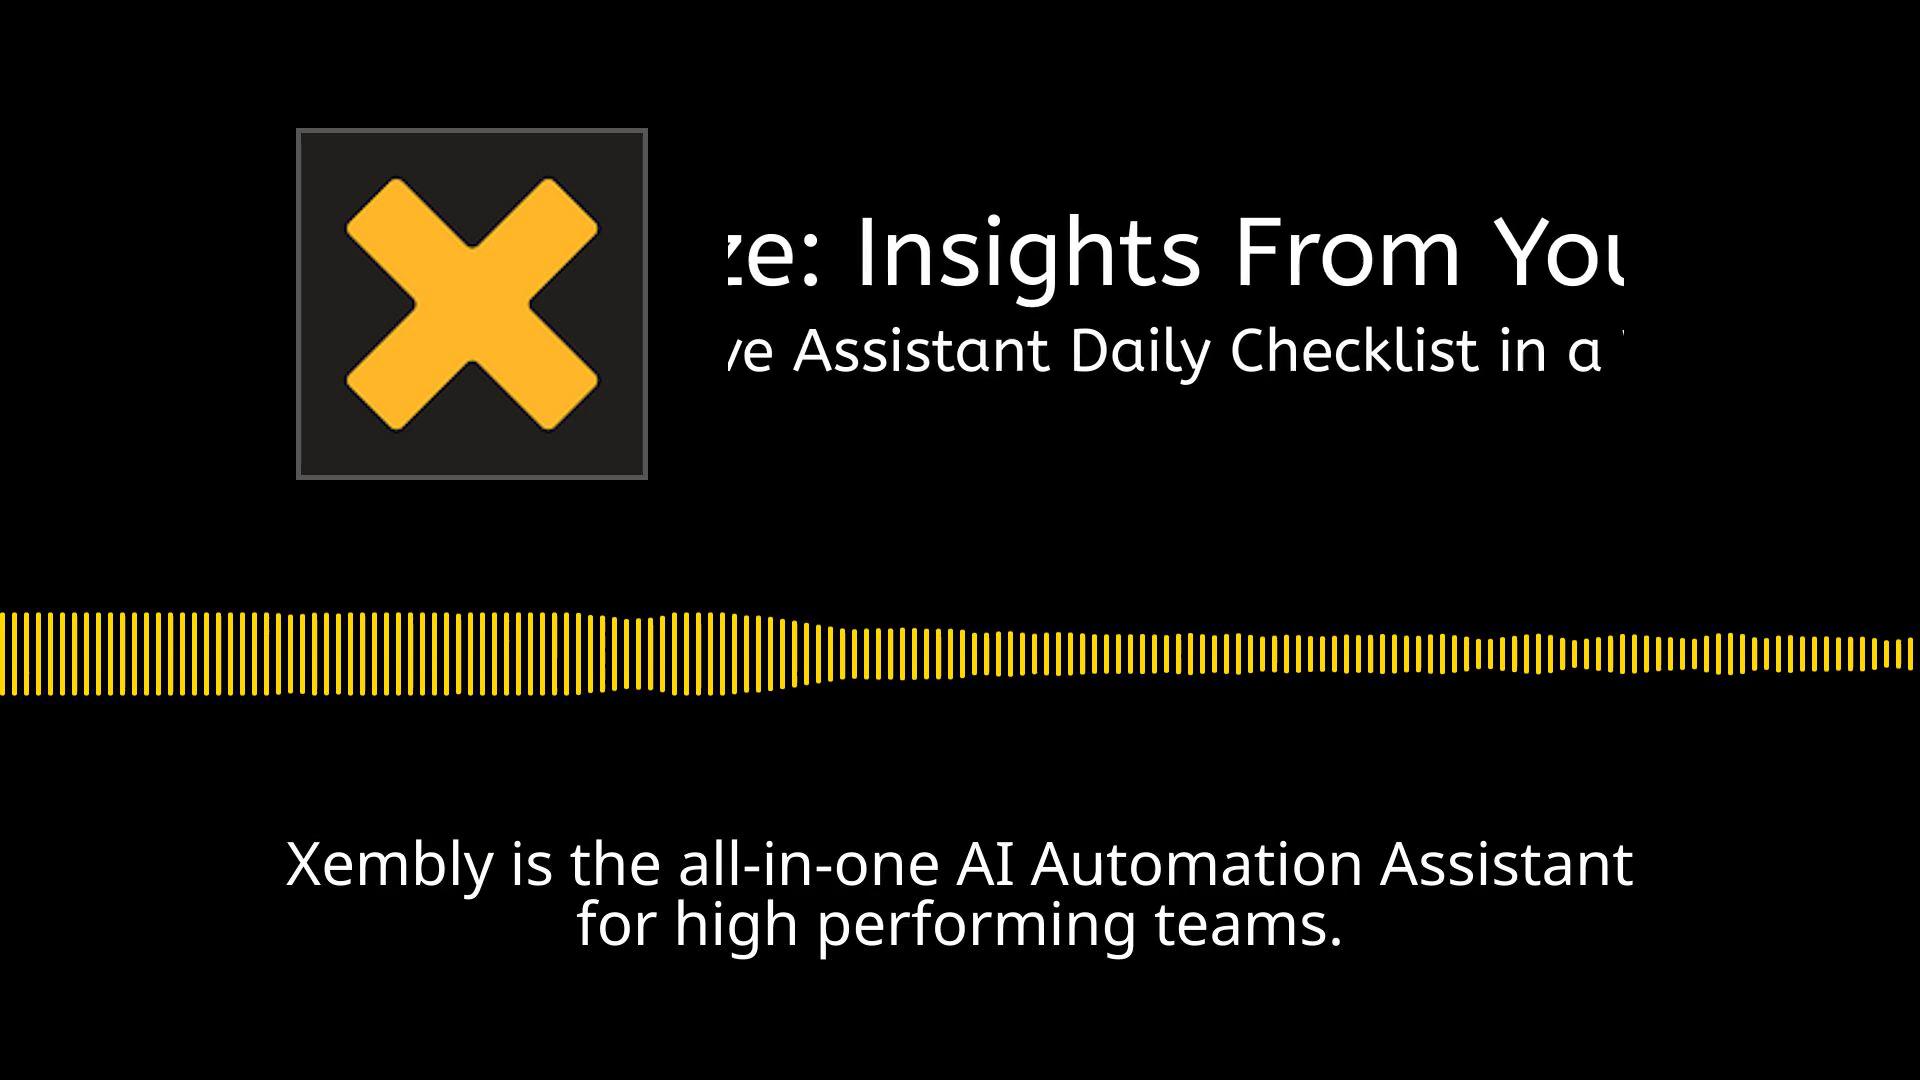 ze: Insights From You
ve Assistant Daily Checklist in a
Xembly is the all-in-one AI Automation Assistant
for high performing teams.